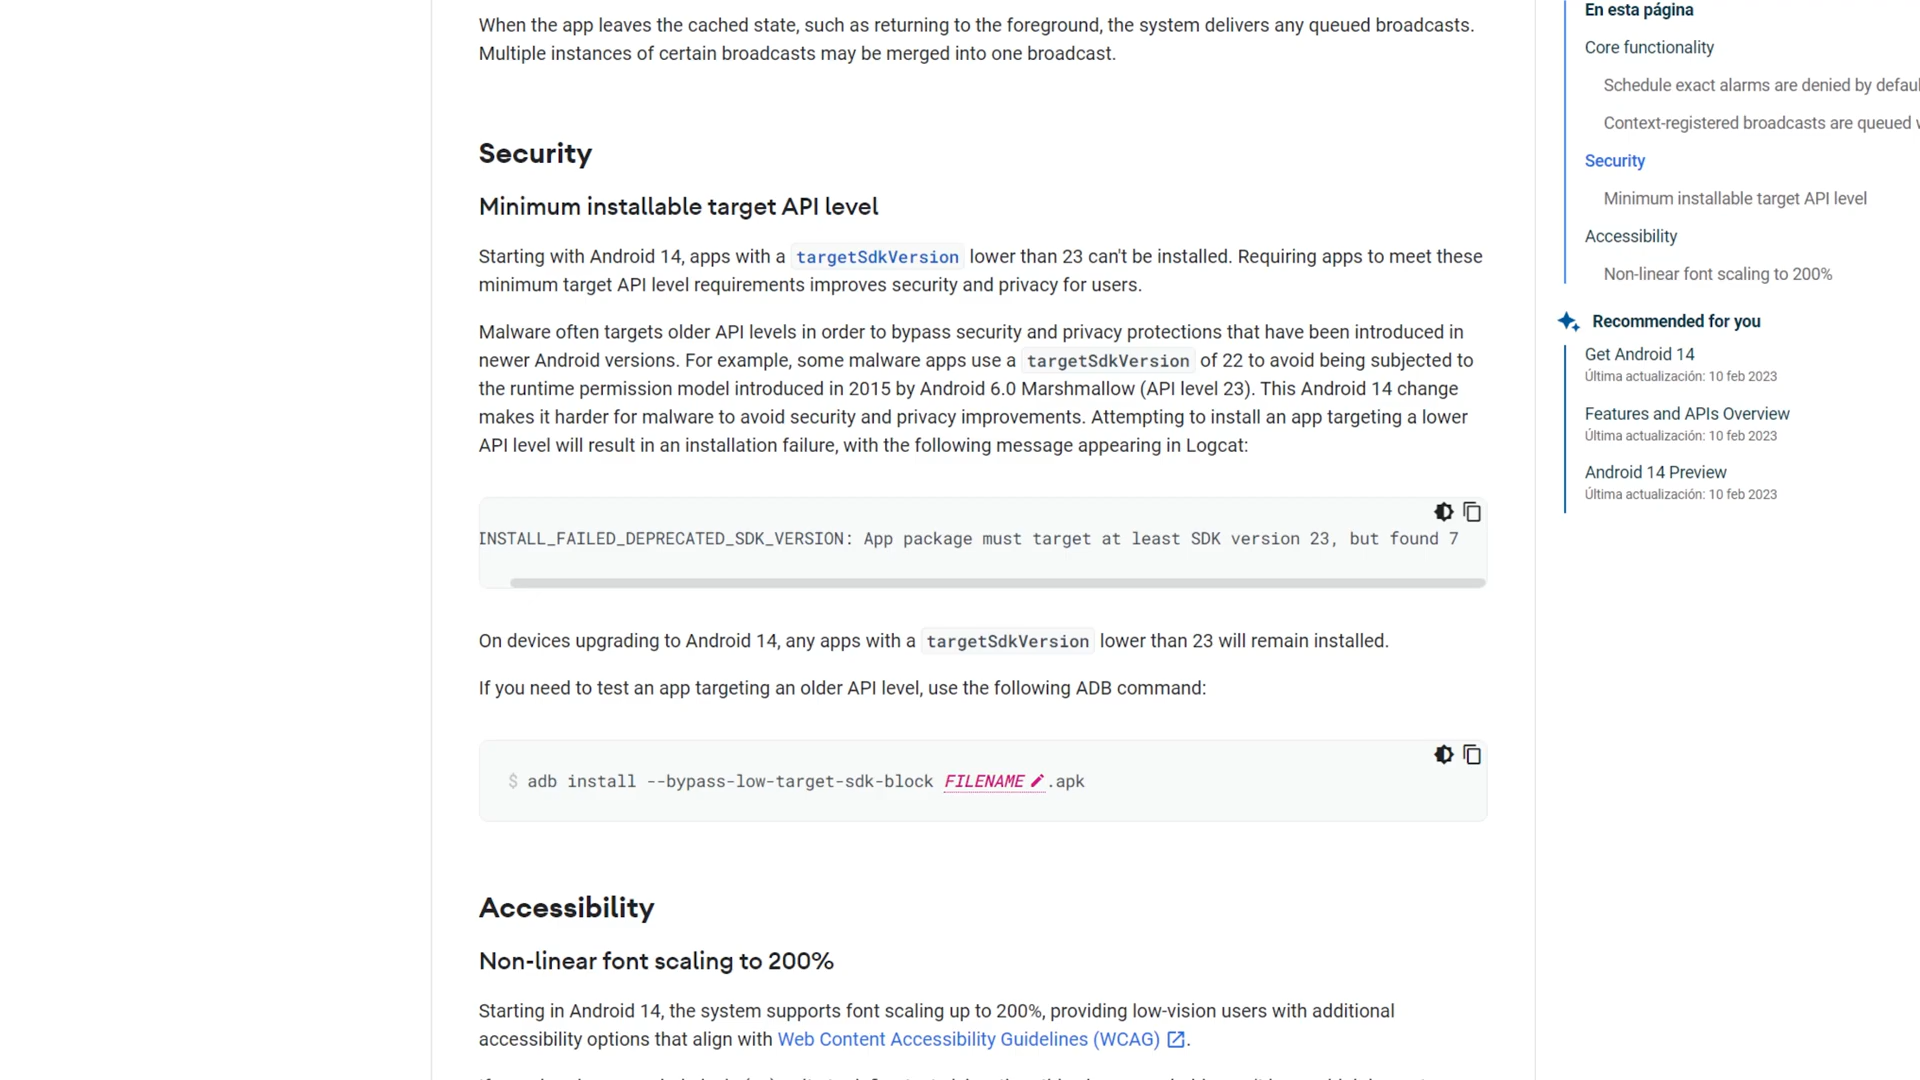 When the app leaves the cached state, such as returning to the foreground, the system delivers any queued broadcasts.
Multiple instances of certain broadcasts may be merged into one broadcast.
Security
Minimum installable target API level
Starting with Android 14, apps with a targetSdkVersion lower than 23 can't be installed. Requiring apps to meet these
minimum target API level requirements improves security and privacy for users.
Malware often targets older API levels in order to bypass security and privacy protections that have been introduced in
newer Android versions. For example, some malware apps use a targetSdkVersion of 22 to avoid being subjected to
the runtime permission model introduced in 2015 by Android 6.0 Marshmallow (API level 23). This Android 14 change
makes it harder for malware to avoid security and privacy improvements. Attempting to install an app targeting a lower
API level will result in an installation failure, with the following message appearing in Logcat:
INSTALL_FAILED_DEPRECATED_SDK_VERSION: App package must target at least SDK version 23, but found 7
On devices upgrading to Android 14, any apps with a targetSdkVersion lower than 23 will remain installed.
If you need to test an app targeting an older API level, use the following ADB command:
$ adb install --bypass-low-target-sdk-block FILENAME.apk
Accessibility
Non-linear font scaling to 200%
Starting in Android 14, the system supports font scaling up to 200%, providing low-vision users with additional
accessibility options that align with Web Content Accessibility Guidelines (WCAG).
En esta página
Core functionality
Schedule exact alarms are denied by defaul
Context-registered broadcasts are queued
Security
Minimum installable target API level
Accessibility
Non-linear font scaling to 200%
Recommended for you
Get Android 14
Última actualización: 10 feb 2023
Features and APIs Overview
Última actualización: 10 feb 2023
Android 14 Preview
Última actualización: 10 feb 2023